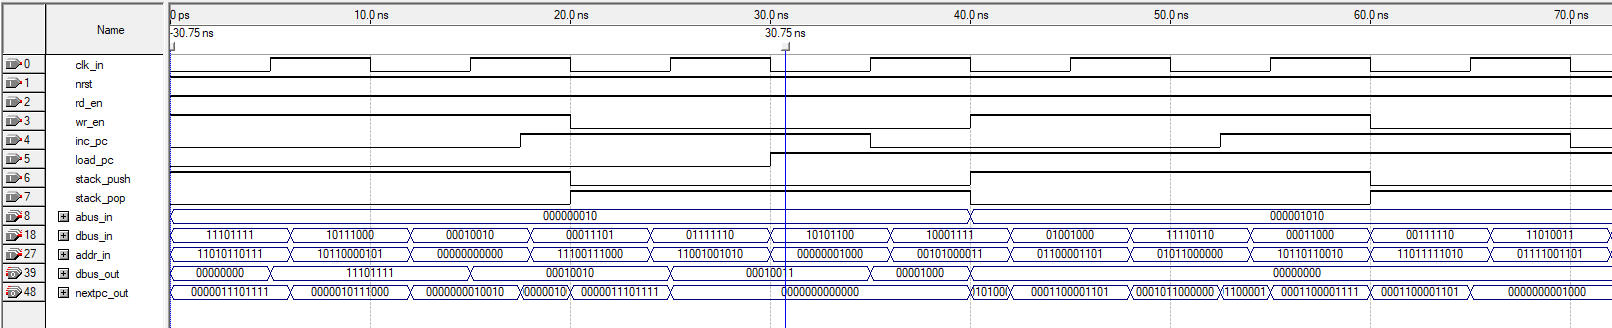 Name
0 ps 10.0 ns 20.0 ns 30.0 ns 40.0 ns 50.0 ns 60.0 ns 70.0 ns
-30.75 ns 30.75 ns
0 clk_in
1 nrst
2 rd_en
3 wr_en
4 inc_pc
5 load_pc
6 stack_push
7 stack_pop
8 abus_in 000000010 000001010
18 dbus_in 11101111 10111000 00010010 00011101 01111110 10101100 10001111 01001000 11110110 00011000 00111110 11010011
27 addr_in 11010110111 10110000101 00000000000 11100111000 11001001010 00000001000 00101000011 01100001101 01011000000 10110110010 11011111010 01111001101
39 dbus_out 00000000 11101111 00010010 00010011 00001000 00000000
48 nextpc_out 0000011101111 0000010111000 0000000010010 0000010 0000011101111 0000000000000 110100 0001100001101 0001011000000 1100001 0001100001111 0001100001101 0000000001000